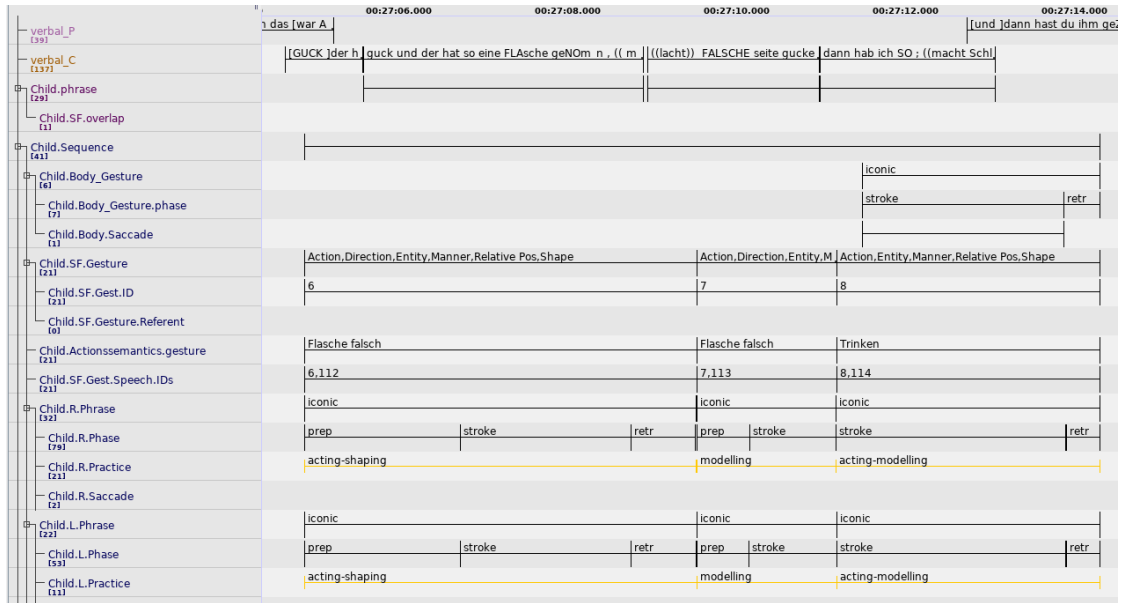 00:27:06.000 00:27:08.000 00:27:10.000 00:27:12.000 00:27:14.000
verbal_P n das [war A [und ]dann hast du ihm geZ
[39]
verbal_C [GUCK ]der h guck und der hat so eine FLAsche geNOm n , (( m ((lacht)) FALSCHE seite gucke dann hab ich SO ; ((macht Schl
[137]
Child.phrase
[29]
Child.SF.overlap
[1]
Child.Sequence
[41]
Child.Body_Gesture iconic
[6]
Child.Body_Gesture.phase stroke retr
[7]
Child.Body.Saccade
[1]
Child.SF.Gesture Action,Direction,Entity,Manner,Relative Pos,Shape Action,Direction,Entity,M Action,Entity,Manner,Relative Pos,Shape
[21]
Child.SF.Gest.ID 6 7 8
[21]
Child.SF.Gesture.Referent
[0]
Child.Actionssemantics.gesture Flasche falsch Flasche falsch Trinken
[21]
Child.SF.Gest.Speech.IDs 6,112 7,113 8,114
[21]
Child.R.Phrase iconic iconic iconic
[32]
Child.R.Phase prep stroke retr prep stroke stroke retr
[79]
Child.R.Practice acting-shaping modelling acting-modelling
[21]
Child.R.Saccade
[2]
Child.L.Phrase iconic iconic iconic
[22]
Child.L.Phase prep stroke retr prep stroke stroke retr
[53]
Child.L.Practice acting-shaping modelling acting-modelling
[11]